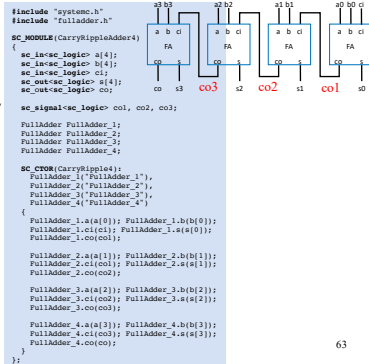 #include "systemc.h"
#include "fulladder.h"
SC_MODULE(CarryRippleAdder4)
{
sc_in<sc_logic> a[4];
sc_in<sc_logic> b[4];
sc_in<sc_logic> ci;
sc_out<sc_logic> s[4];
sc_out<sc_logic> co;
sc_signal<sc_logic> co1, co2, co3;
FullAdder FullAdder_1;
FullAdder FullAdder_2;
FullAdder FullAdder_3;
FullAdder FullAdder_4;
SC_CTOR(CarryRipple4):
FullAdder_1("FullAdder_1"),
FullAdder_2("FullAdder_2"),
FullAdder_3("FullAdder_3"),
FullAdder_4("FullAdder_4")
{
FullAdder_1.a(a[0]); FullAdder_1.b(b[0]);
FullAdder_1.ci(ci); FullAdder_1.s(s[0]);
FullAdder_1.co(co1);
FullAdder_2.a(a[1]); FullAdder_2.b(b[1]);
FullAdder_2.ci(co1); FullAdder_2.s(s[1]);
FullAdder_2.co(co2);
FullAdder_3.a(a[2]); FullAdder_3.b(b[2]);
FullAdder_3.ci(co2); FullAdder_3.s(s[2]);
FullAdder_3.co(co3);
FullAdder_4.a(a[3]); FullAdder_4.b(b[3]);
FullAdder_4.ci(co3); FullAdder_4.s(s[3]);
FullAdder_4.co(co);
}
};
a3 b3 a2 b2 a1 b1 a0 b0 ci
a b ci a b ci a b ci a b ci
FA FA FA FA
co s co s co s co s
co s3 co3 s2 co2 s1 co1 s0
63